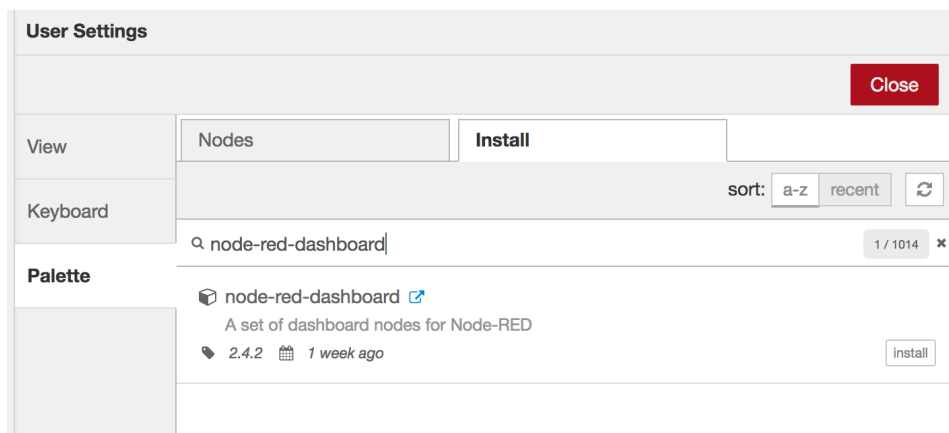 User Settings
Close
View
Nodes
Install
sort: a-z recent
Keyboard
node-red-dashboard
1 / 1014
Palette
node-red-dashboard
A set of dashboard nodes for Node-RED
2.4.2 1 week ago
install